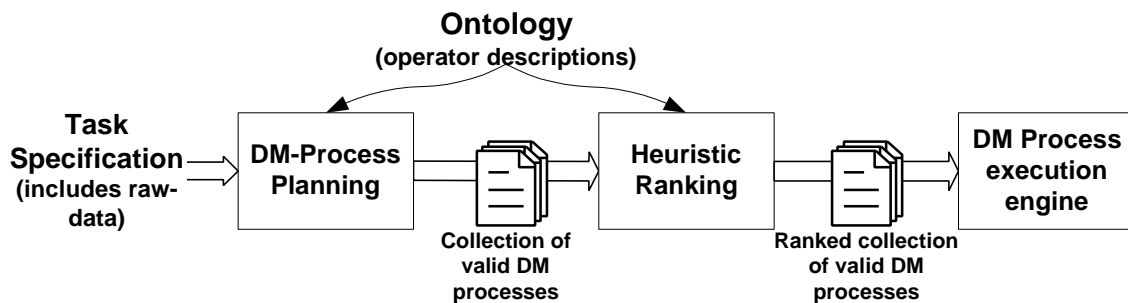 Ontology
(operator descriptions)
Task
Specification
(includes raw-
data)
DM-Process
Planning
Collection of
valid DM
processes
Heuristic
Ranking
Ranked collection
of valid DM
processes
DM Process
execution
engine